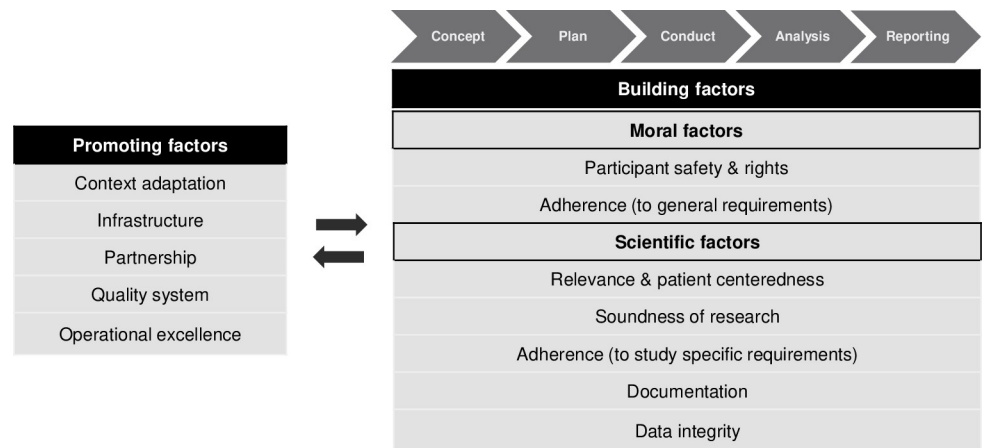 Concept Plan Conduct Analysis Reporting
Building factors
Moral factors
Participant safety & rights
Adherence (to general requirements)
Scientific factors
Relevance & patient centeredness
Soundness of research
Adherence (to study specific requirements)
Documentation
Data integrity
Promoting factors
Context adaptation
Infrastructure
Partnership
Quality system
Operational excellence